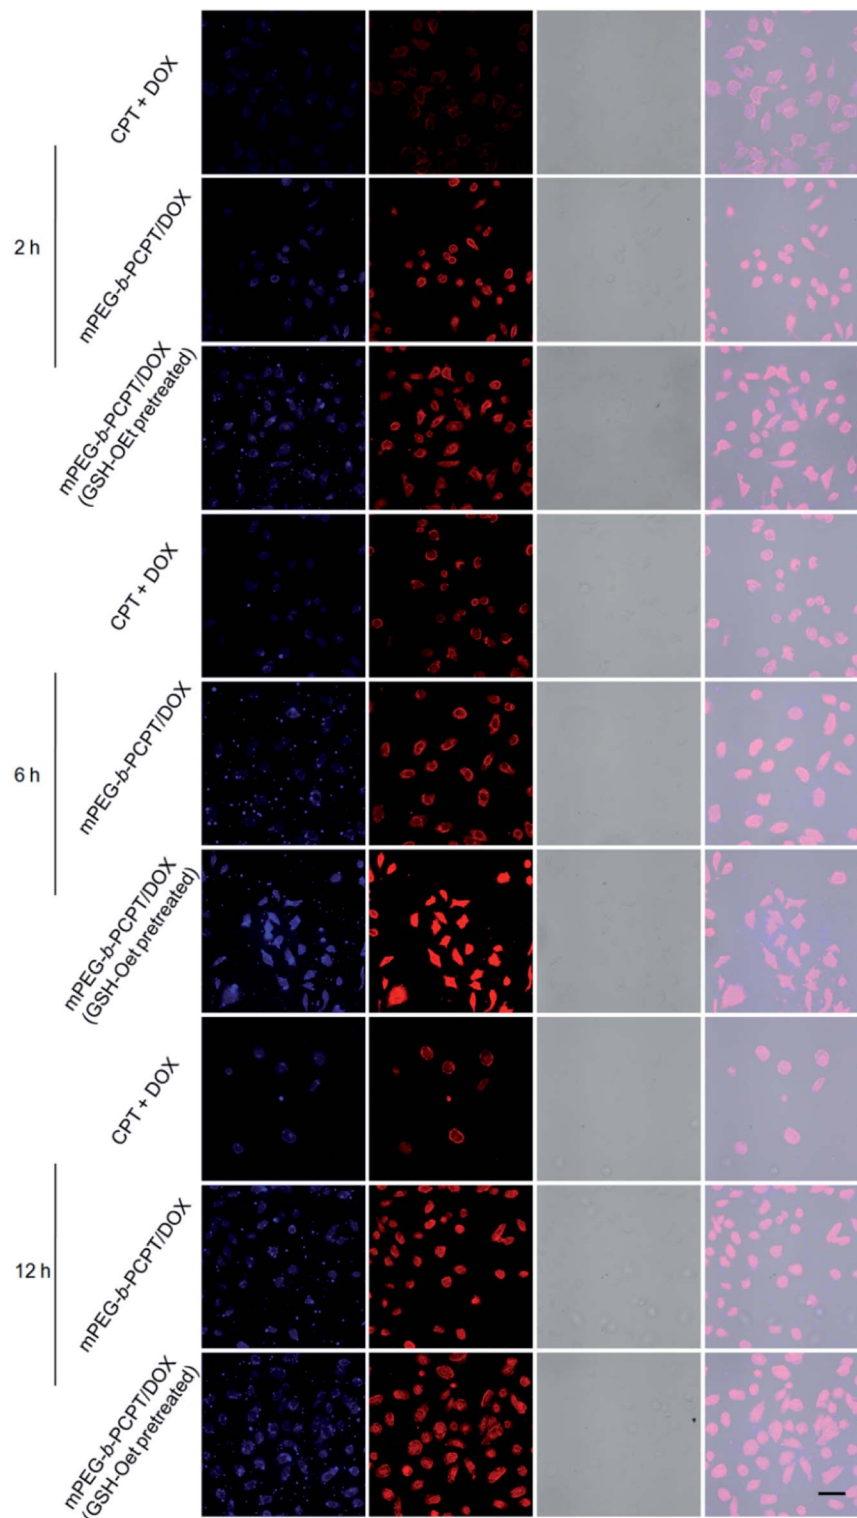 2 h
CPT + DOX
mPEG-b-PCPT/DOX
mPEG-b-PCPT/DOX
(GSH-OEt pretreated)
6 h
CPT + DOX
mPEG-b-PCPT/DOX
mPEG-b-PCPT/DOX
(GSH-Oet pretreated)
12 h
CPT + DOX
mPEG-b-PCPT/DOX
mPEG-b-PCPT/DOX
(GSH-Oet pretreated)